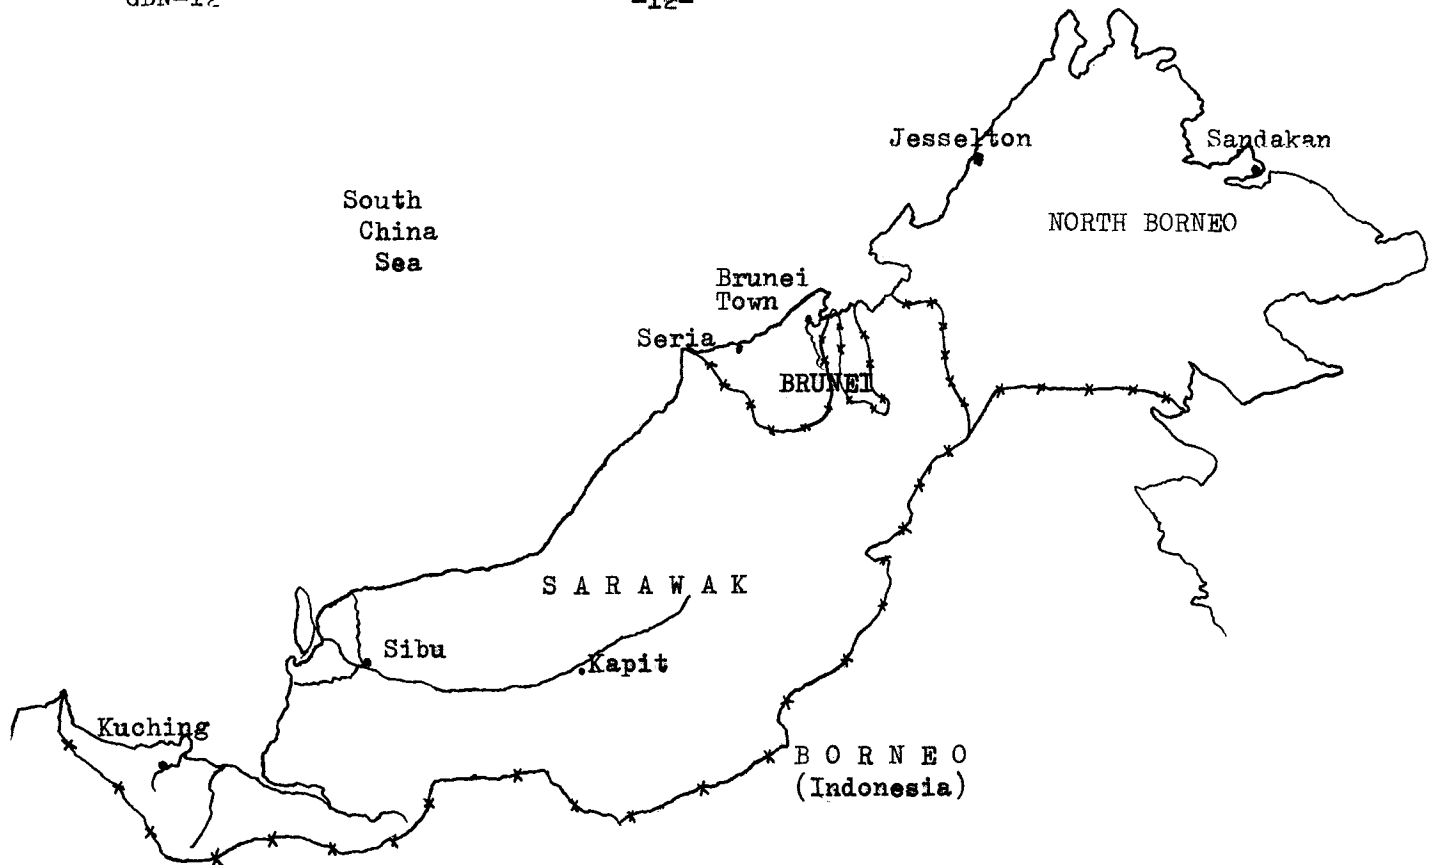 GDN-12
-12-
Jesselton
Sandakan
South
China
Sea
NORTH BORNEO
Brunei
Town
Seria
BRUNEI
SARAWAK
Sibu
Kapit
Kuching
BORNEO
(Indonesia)